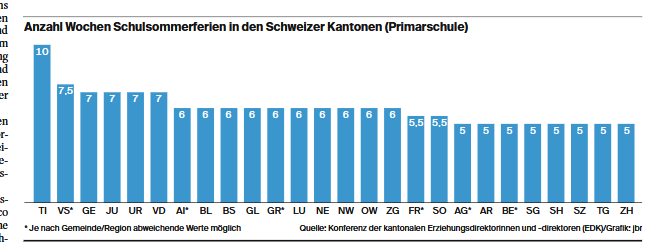 Anzahl Wochen Schulsommerferien in den Schweizer Kantonen (Primarschule)
10 7,5 7 7 7 7 6 6 6 6 6 6 6 6 6 6 5,5 5,5 5 5 5 5 5 5 5 5
TI VS* GE JU UR VD AI* BL BS GL GR* LU NE NW OW ZG FR* SO AG* AR BE* SG SH SZ TG ZH
* Je nach Gemeinde/Region abweichende Werte möglich
Quelle: Konferenz der kantonalen Erziehungsdirektorinnen und -direktoren (EDK)/Grafik: jbr